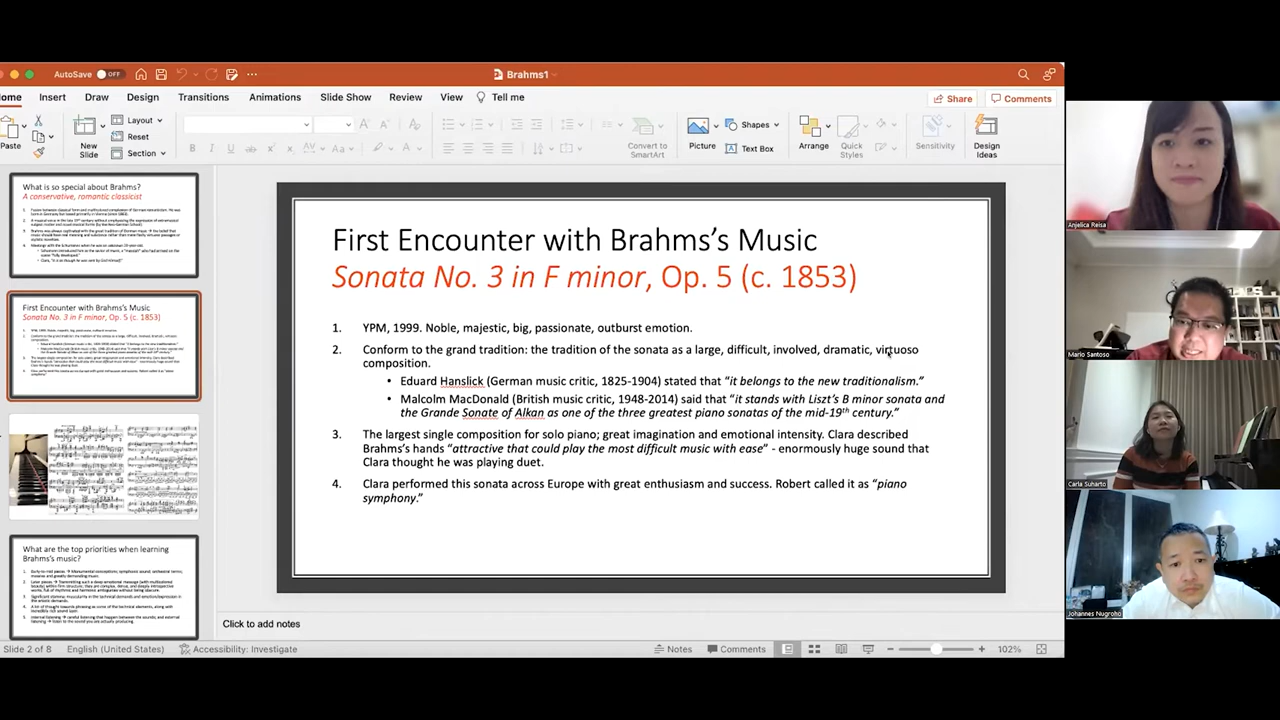 AutoSave OFF
Brahms1
Home Insert Draw Design Transitions Animations Slide Show Review View Tell me
Share Comments
Paste
New Slide
Layout
Reset
Section
Convert to SmartArt
Picture
Shapes
Text Box
Arrange
Quick Styles
Sensitivity
Design Ideas
What is so special about Brahms?
A conservative, romantic classicist
First Encounter with Brahms's Music
Sonata No. 3 in F minor, Op. 5 (c. 1853)
What are the top priorities when learning
Brahms's music?
First Encounter with Brahms's Music
Sonata No. 3 in F minor, Op. 5 (c. 1853)
1. YPM, 1999. Noble, majestic, big, passionate, outburst emotion.
2. Conform to the grand tradition: the tradition of the sonata as a large, difficult, involved, dramatic, virtuoso
composition.
• Eduard Hanslick (German music critic, 1825-1904) stated that “it belongs to the new traditionalism.”
• Malcolm MacDonald (British music critic, 1948-2014) said that “it stands with Liszt's B minor sonata and
the Grande Sonate of Alkan as one of the three greatest piano sonatas of the mid-19th century.”
3. The largest single composition for solo piano; great imagination and emotional intensity. Clara described
Brahms's hands “attractive that could play the most difficult music with ease” - enormously huge sound that
Clara thought he was playing duet.
4. Clara performed this sonata across Europe with great enthusiasm and success. Robert called it as “piano
symphony.”
Click to add notes
Slide 2 of 8 English (United States) Accessibility: Investigate Notes Comments 102%
Anjelica Reisa
Mario Santoso
Carla Suharto
Johannes Nugroho